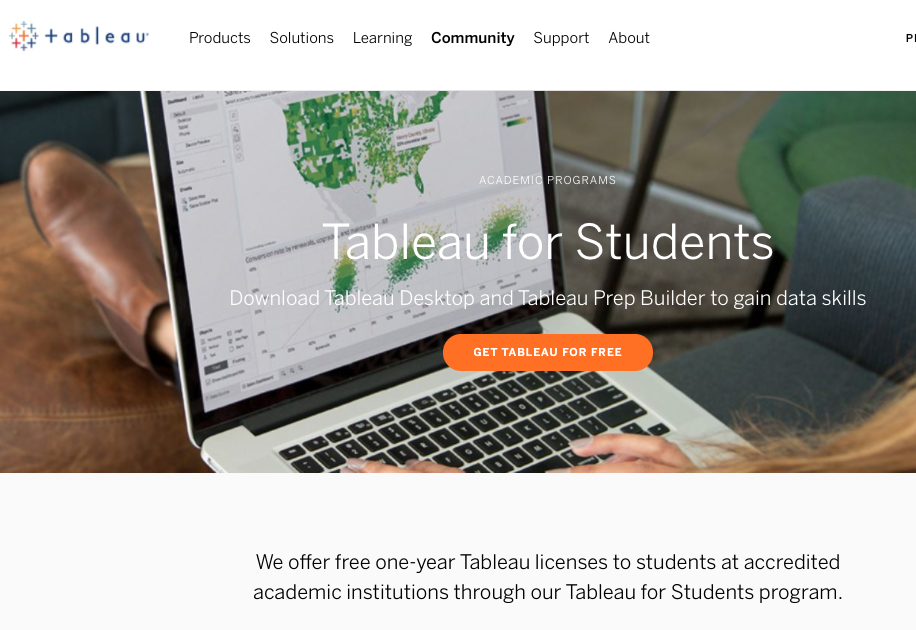 + a b | e a u
Products Solutions Learning Community Support About
ACADEMIC PROGRAMS
Tableau for Students
Download Tableau Desktop and Tableau Prep Builder to gain data skills
GET TABLEAU FOR FREE
We offer free one-year Tableau licenses to students at accredited
academic institutions through our Tableau for Students program.